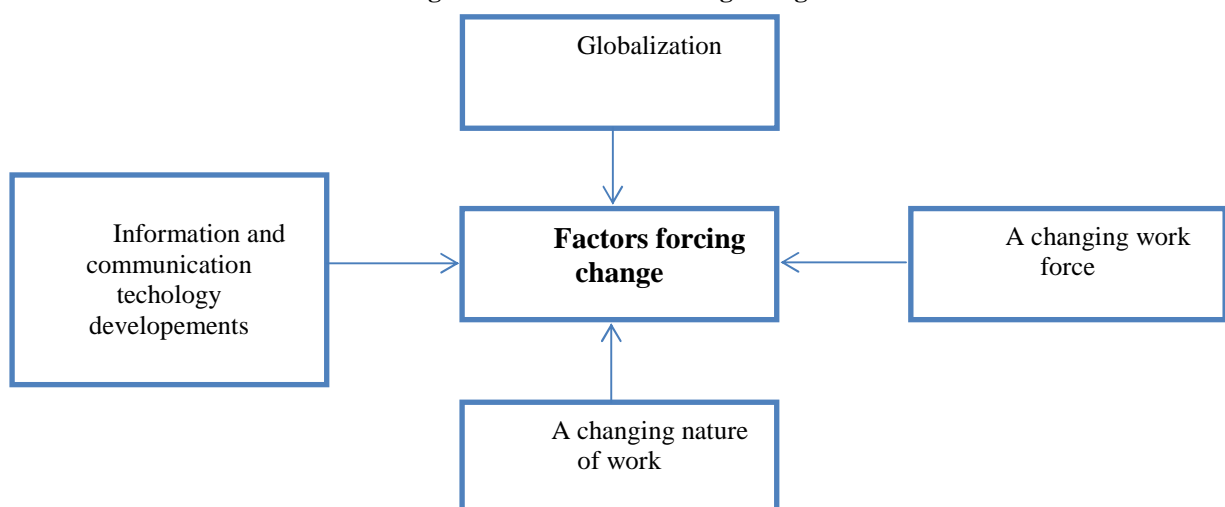 Globalization
Information and
communication
techology
developements
Factors forcing
change
A changing work
force
A changing nature
of work